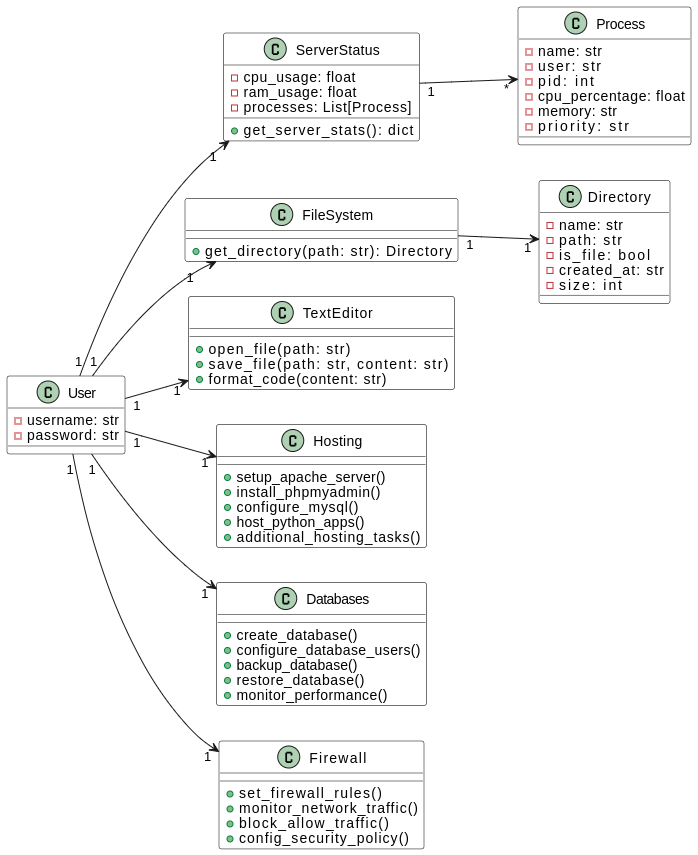 C ServerStatus
cpu_usage: float
ram_usage: float
processes: List[Process]
get_server_stats(): dict
C Process
name: str
user: str
pid: int
cpu_percentage: float
memory: str
priority: str
1
*
1
C FileSystem
get_directory(path: str): Directory
C Directory
name: str
path: str
is_file: bool
created_at: str
size: int
1
1
1
C TextEditor
open_file(path: str)
save_file(path: str, content: str)
format_code(content: str)
1 1
C User
username: str
password: str
1
1
1
1
1 1
C Hosting
setup_apache_server()
install_phpmyadmin()
configure_mysql()
host_python_apps()
additional_hosting_tasks()
C Databases
create_database()
configure_database_users()
backup_database()
restore_database()
monitor_performance()
1
C Firewall
set_firewall_rules()
monitor_network_traffic()
block_allow_traffic()
config_security_policy()
1